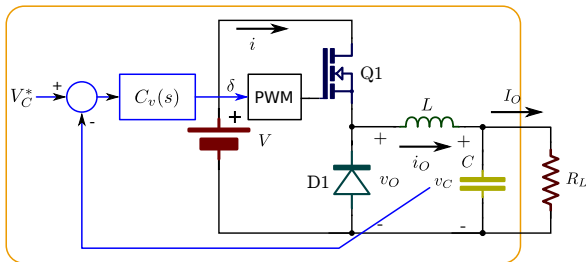 i
I_O
Q1
V_C^*
+
-
C_v(s)
δ
PWM
+
V
L
+
i_O
+
C
D1
v_O
v_C
R_L
-
-